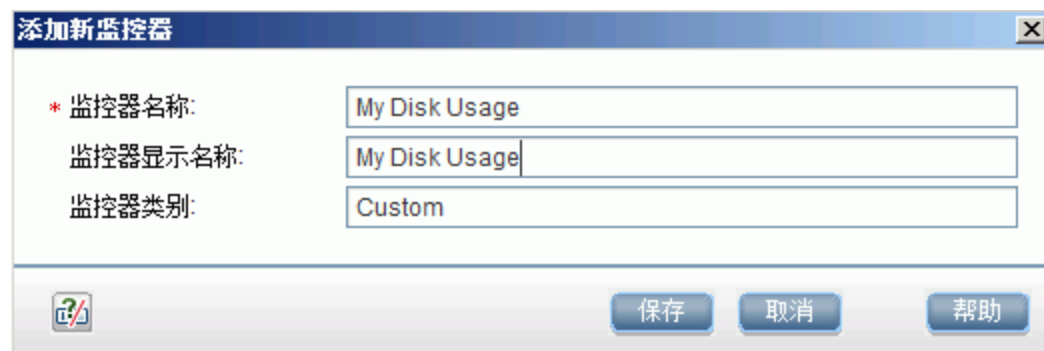 添加新监控器
* 监控器名称: My Disk Usage
监控器显示名称: My Disk Usage
监控器类别: Custom
保存 取消 帮助